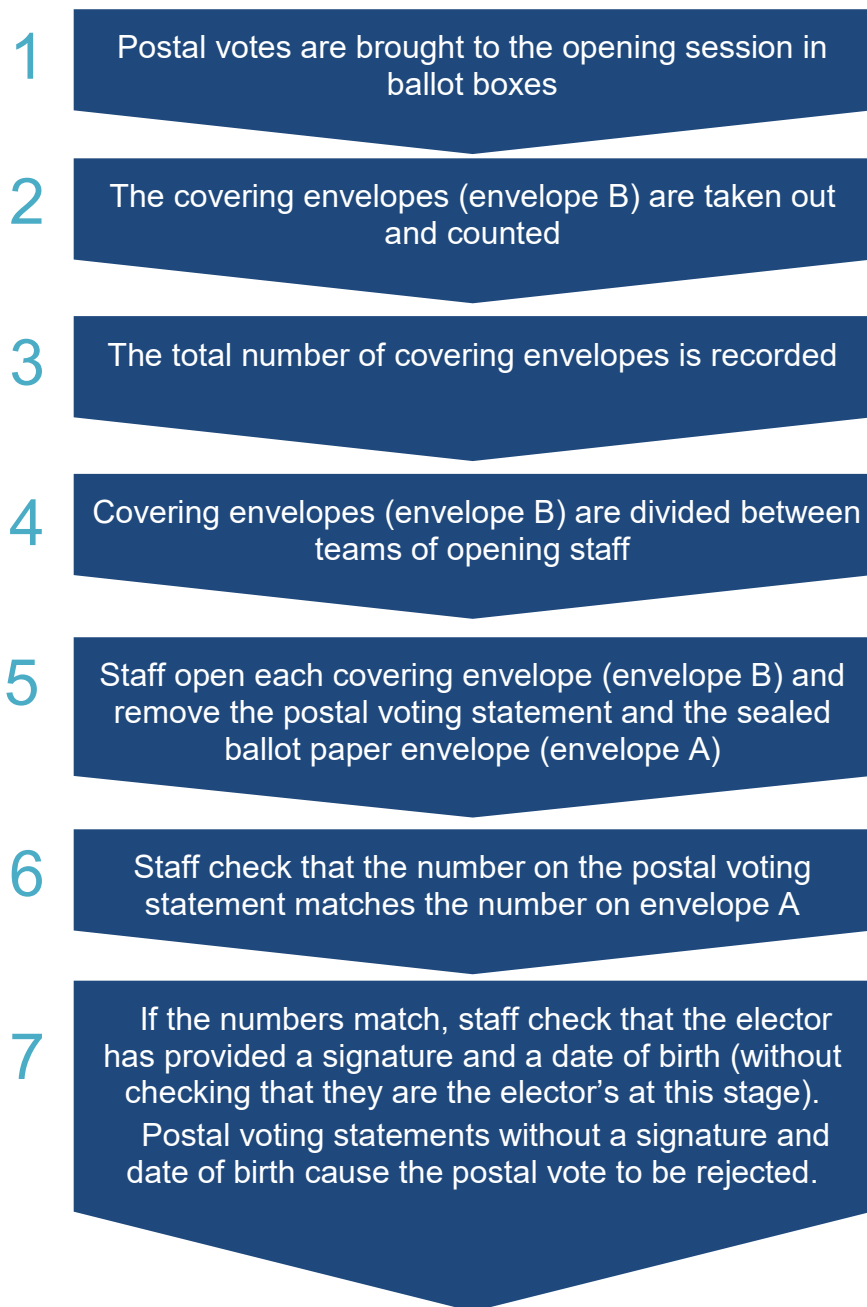 1
Postal votes are brought to the opening session in
ballot boxes
2
The covering envelopes (envelope B) are taken out
and counted
3
The total number of covering envelopes is recorded
4
Covering envelopes (envelope B) are divided between
teams of opening staff
5
Staff open each covering envelope (envelope B) and
remove the postal voting statement and the sealed
ballot paper envelope (envelope A)
6
Staff check that the number on the postal voting
statement matches the number on envelope A
7
If the numbers match, staff check that the elector
has provided a signature and a date of birth (without
checking that they are the elector’s at this stage).
Postal voting statements without a signature and
date of birth cause the postal vote to be rejected.